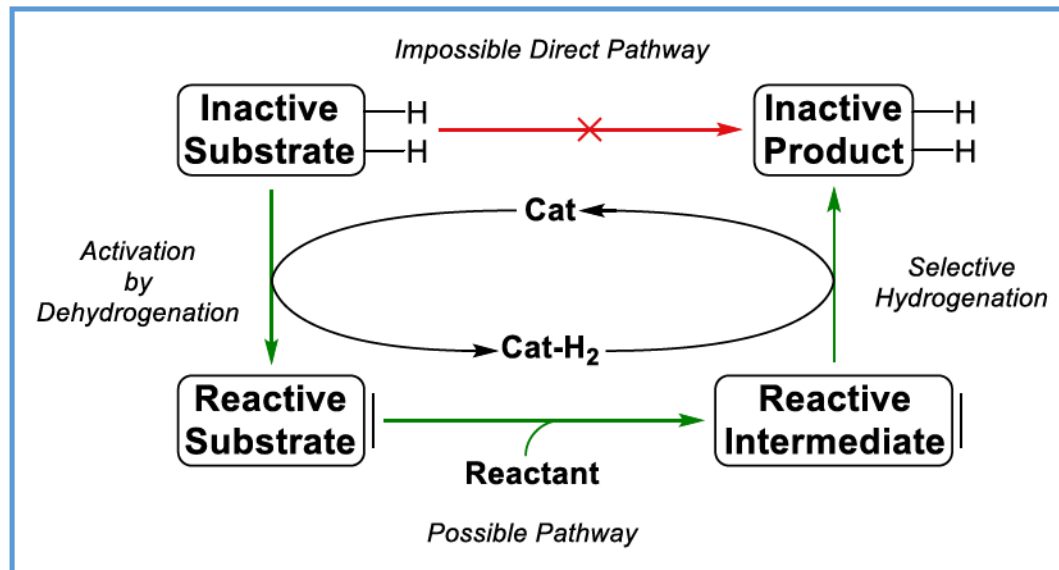 Impossible Direct Pathway
Inactive
Substrate
H
H
Inactive
Product
H
H
Cat
Activation
by
Dehydrogenation
Selective
Hydrogenation
Cat-H₂
Reactive
Substrate
Reactant
Reactive
Intermediate
Possible Pathway